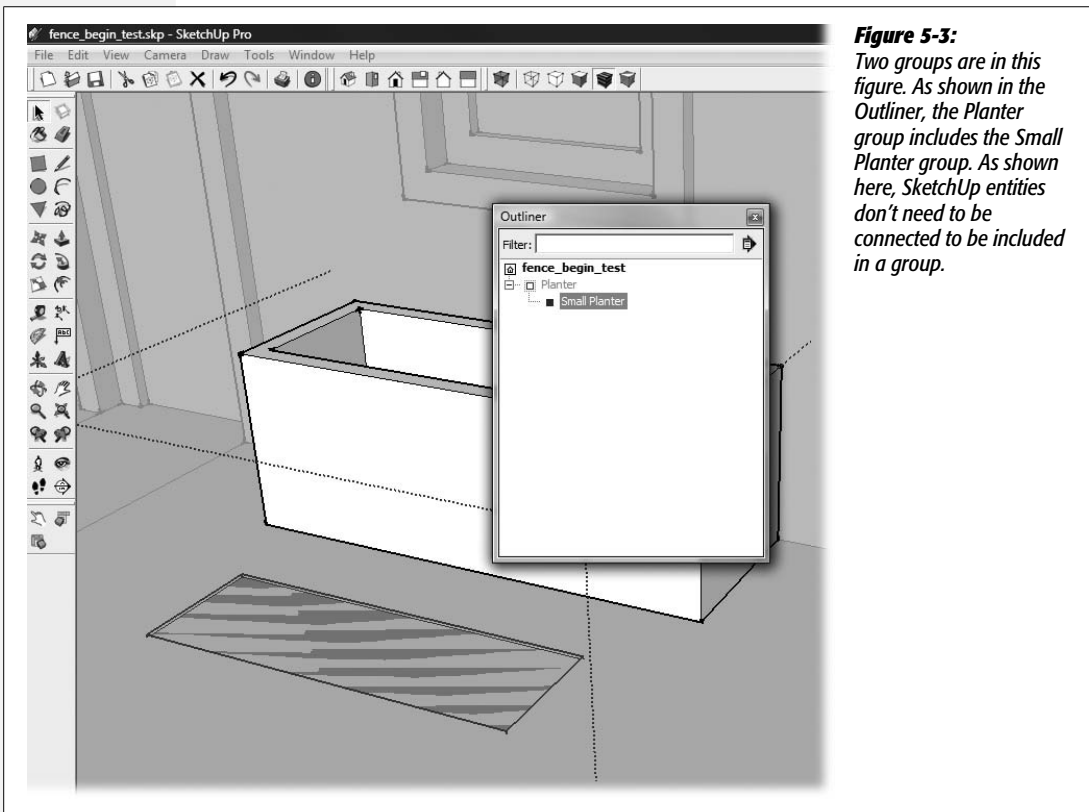 fence_begin_test.skp - SketchUp Pro
File Edit View Camera Draw Tools Window Help
Outliner
Filter:
fence_begin_test
Planter
Small Planter
Figure 5-3:
Two groups are in this
figure. As shown in the
Outliner, the Planter
group includes the Small
Planter group. As shown
here, SketchUp entities
don’t need to be
connected to be included
in a group.